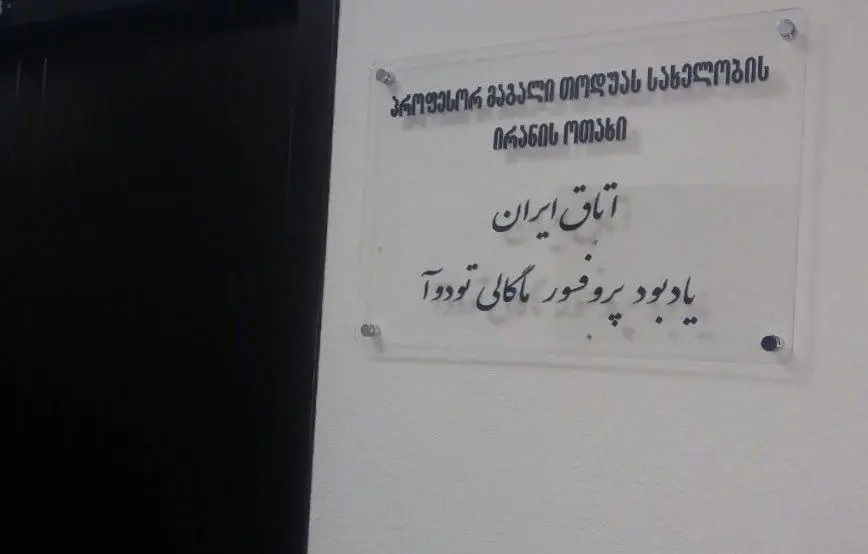 პროფესორ მაგალი თოდუას სახელობის
ირანის ოთახი
اتاق ایران
یادبود پروفسور ماگالی تودوآ